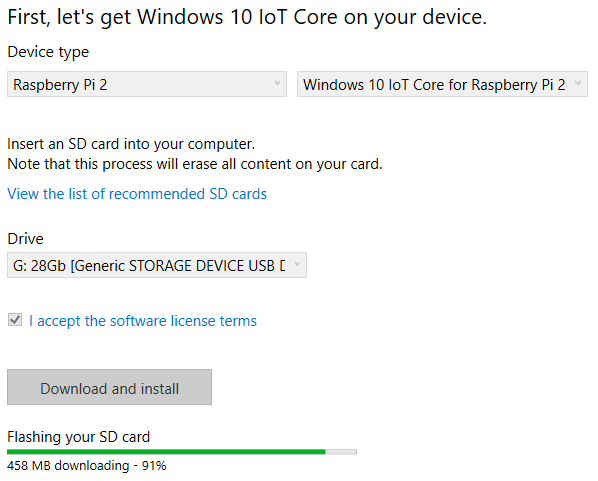 First, let's get Windows 10 IoT Core on your device.
Device type
Raspberry Pi 2
Windows 10 IoT Core for Raspberry Pi 2
Insert an SD card into your computer.
Note that this process will erase all content on your card.
View the list of recommended SD cards
Drive
G: 28Gb [Generic STORAGE DEVICE USB D
I accept the software license terms
Download and install
Flashing your SD card
458 MB downloading - 91%